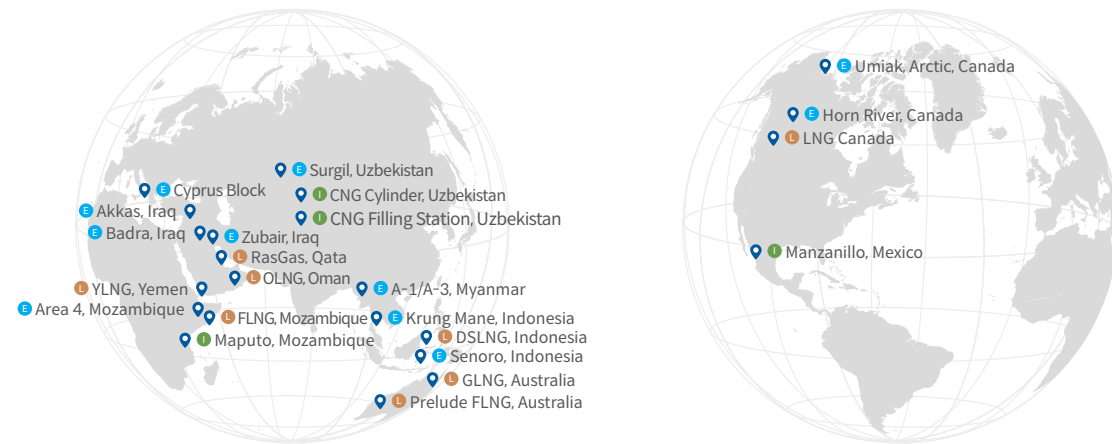 E Surgil, Uzbekistan
E Cyprus Block
I CNG Cylinder, Uzbekistan
E Akkas, Iraq
I CNG Filling Station, Uzbekistan
E Badra, Iraq
E Zubair, Iraq
L RasGas, Qata
L OLNG, Oman
L YLNG, Yemen
E A-1/A-3, Myanmar
E Area 4, Mozambique
L FLNG, Mozambique
E Krung Mane, Indonesia
I Maputo, Mozambique
L DSLNG, Indonesia
E Senoro, Indonesia
L GLNG, Australia
L Prelude FLNG, Australia
E Umiak, Arctic, Canada
E Horn River, Canada
L LNG Canada
I Manzanillo, Mexico